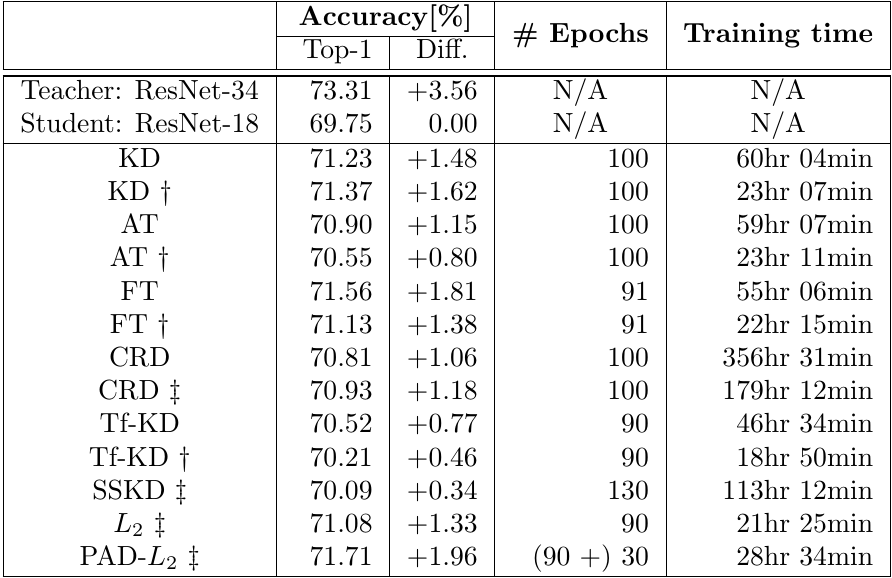 Accuracy[%] # Epochs Training time
Top-1 Diff.
Teacher: ResNet-34 73.31 +3.56 N/A N/A
Student: ResNet-18 69.75 0.00 N/A N/A
KD 71.23 +1.48 100 60hr 04min
KD † 71.37 +1.62 100 23hr 07min
AT 70.90 +1.15 100 59hr 07min
AT † 70.55 +0.80 100 23hr 11min
FT 71.56 +1.81 91 55hr 06min
FT † 71.13 +1.38 91 22hr 15min
CRD 70.81 +1.06 100 356hr 31min
CRD ‡ 70.93 +1.18 100 179hr 12min
Tf-KD 70.52 +0.77 90 46hr 34min
Tf-KD † 70.21 +0.46 90 18hr 50min
SSKD ‡ 70.09 +0.34 130 113hr 12min
L₂ ‡ 71.08 +1.33 90 21hr 25min
PAD-L₂ ‡ 71.71 +1.96 (90 +) 30 28hr 34min